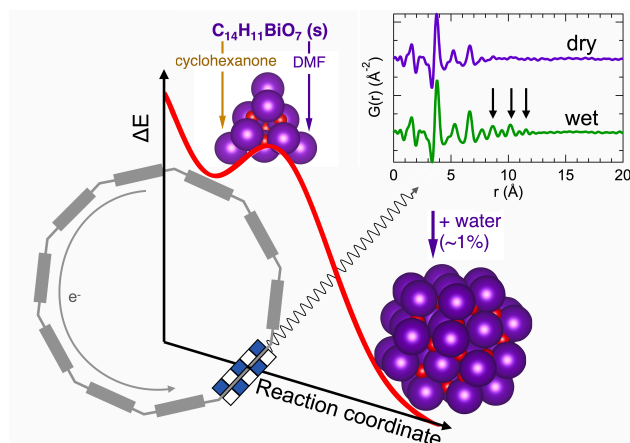 C₁₄H₁₁BiO₇ (s)
cyclohexanone
DMF
ΔE
e-
Reaction coordinate
+ water
(~1%)
G(r) (Å⁻²)
dry
wet
0 5 10 15 20
r (Å)